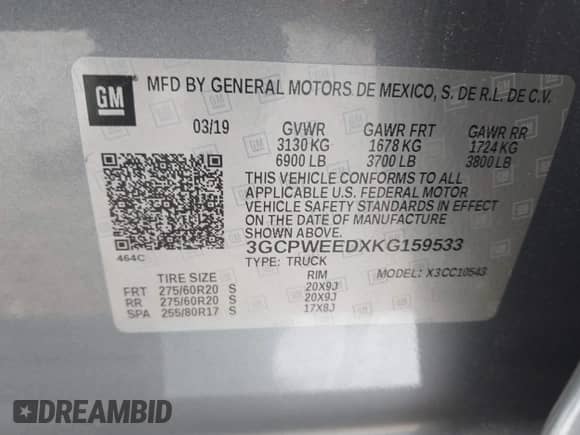 GM MFD BY GENERAL MOTORS DE MEXICO, S. DE R.L. DE C.V.
03/19 GVWR GAWR FRT GAWR RR
3130 KG 1678 KG 1724 KG
6900 LB 3700 LB 3800 LB
THIS VEHICLE CONFORMS TO ALL
APPLICABLE U.S. FEDERAL MOTOR
VEHICLE SAFETY STANDARDS IN EFFECT
ON THE DATE OF MANUFACTURE
SHOWN ABOVE.
464C 3GCPWEEDXKG159533
TYPE: TRUCK MODEL: X3CC10543
TIRE SIZE RIM
FRT 275/60R20 S 20X9J
RR 275/60R20 S 20X9J
SPA 255/80R17 S 17X8J
DREAMBID